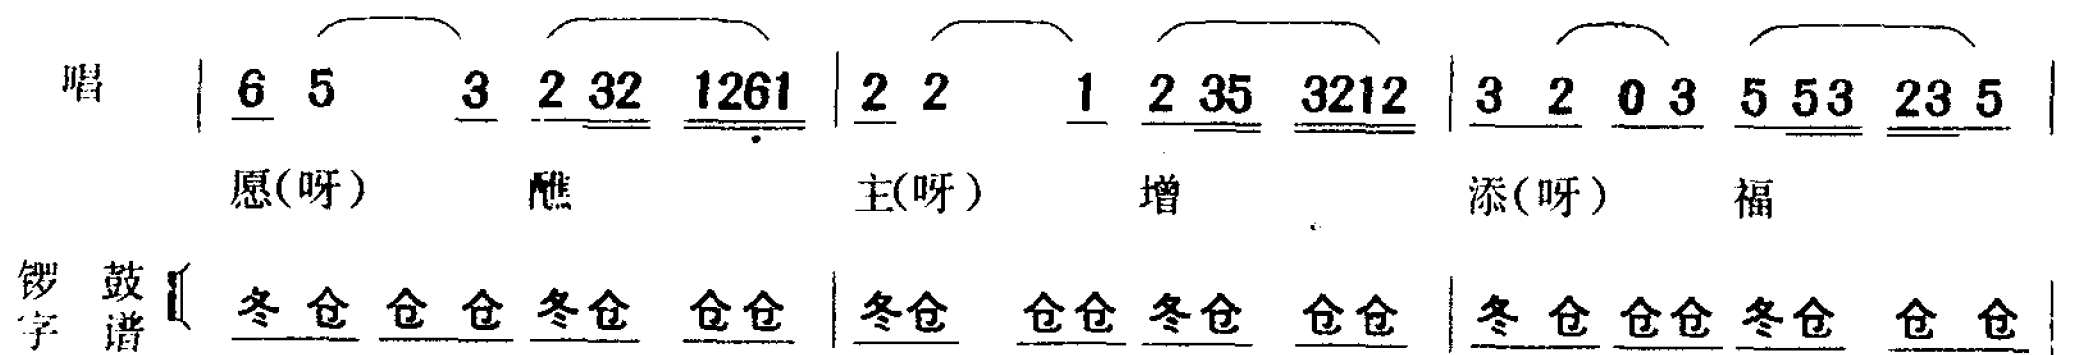 唱 | 6 5 3 2 32 1261 | 2 2 1 2 35 3212 | 3 2 0 3 5 53 23 5 |
愿(呀) 醮 主(呀) 增 添(呀) 福
锣鼓字谱 冬仓仓仓冬仓仓仓 | 冬仓仓仓冬仓仓仓 | 冬仓仓仓冬仓仓仓 |